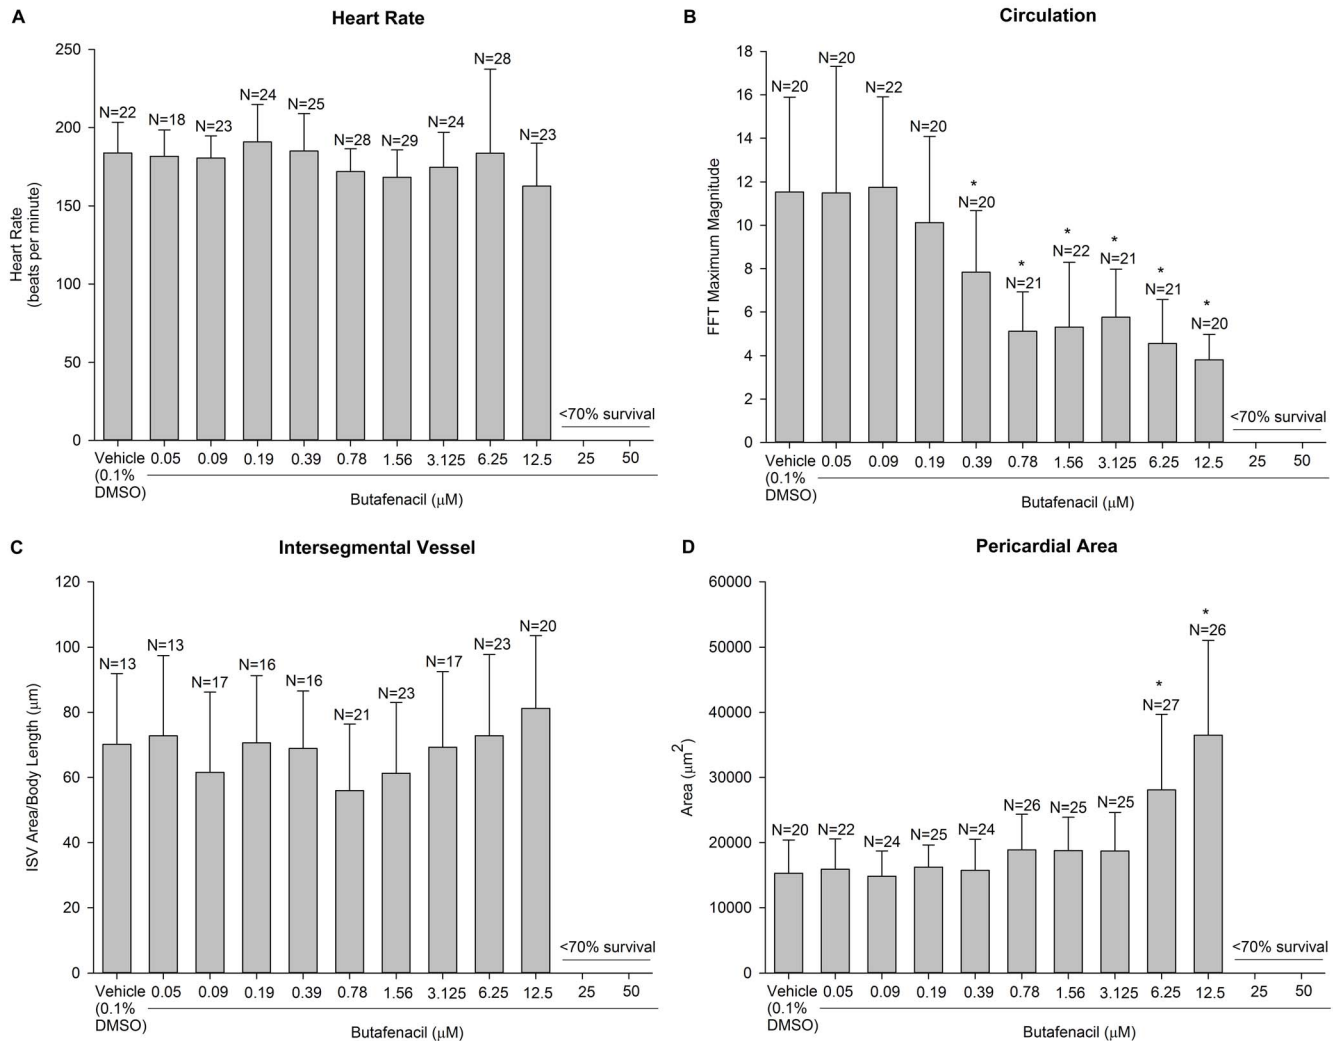 A
Heart Rate
250
200
150
100
50
0
Heart Rate
(beats per minute)
N=22
N=18
N=23
N=24
N=25
N=28
N=29
N=24
N=28
N=23
<70% survival
Vehicle
(0.1%
DMSO)
0.05 0.09 0.19 0.39 0.78 1.56 3.125 6.25 12.5 25 50
Butafenacil (μM)
B
Circulation
18
16
14
12
10
8
6
4
2
0
FFT Maximum Magnitude
N=20
N=20
N=22
N=20
*
N=20
*
N=21
*
N=22
*
N=21
*
N=21
*
N=20
<70% survival
Vehicle
(0.1%
DMSO)
0.05 0.09 0.19 0.39 0.78 1.56 3.125 6.25 12.5 25 50
Butafenacil (μM)
C
Intersegmental Vessel
120
100
80
60
40
20
0
ISV Area/Body Length (μm)
N=13
N=13
N=17
N=16
N=16
N=21
N=23
N=17
N=23
N=20
<70% survival
Vehicle
(0.1%
DMSO)
0.05 0.09 0.19 0.39 0.78 1.56 3.125 6.25 12.5 25 50
Butafenacil (μM)
D
Pericardial Area
60000
50000
40000
30000
20000
10000
0
Area (μm²)
N=20
N=22
N=24
N=25
N=24
N=26
N=25
N=25
*
N=27
*
N=26
<70% survival
Vehicle
(0.1%
DMSO)
0.05 0.09 0.19 0.39 0.78 1.56 3.125 6.25 12.5 25 50
Butafenacil (μM)